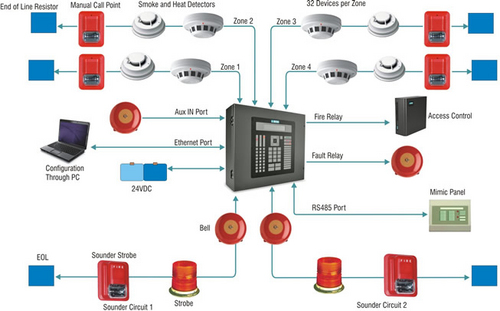 End of Line Resistor
Manual Call Point
Smoke and Heat Detectors
32 Devices per Zone
Zone 2
Zone 3
Zone 1
Zone 4
Aux IN Port
Fire Relay
Access Control
Ethernet Port
Configuration
Through PC
Fault Relay
24VDC
Mimic Panel
RS485 Port
Bell
EOL
Sounder Strobe
FIRE
Sounder Circuit 1
Strobe
Sounder Circuit 2